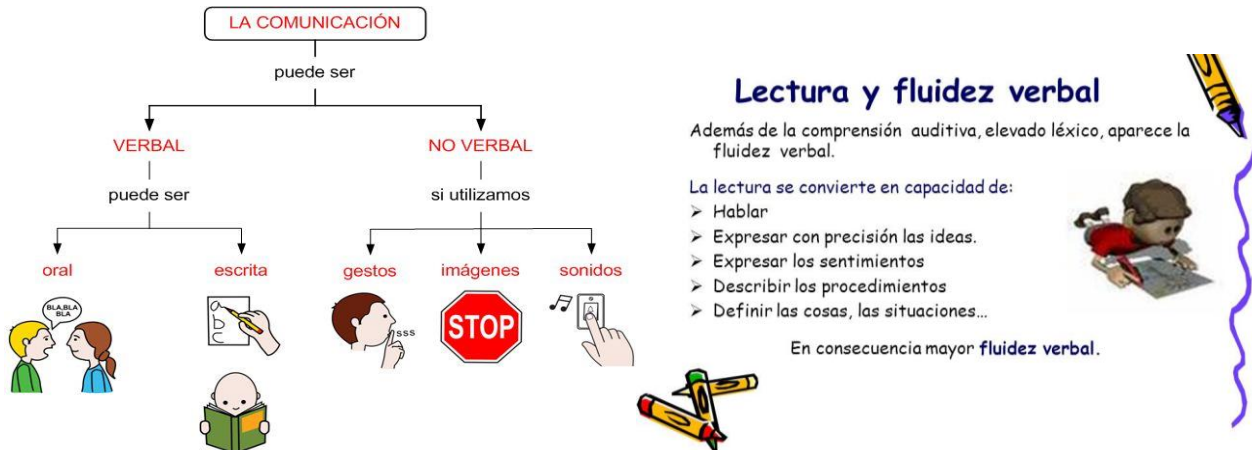 LA COMUNICACIÓN
puede ser
VERBAL
NO VERBAL
puede ser
si utilizamos
oral
escrita
gestos
imágenes
sonidos
BLA,BLA
BLA
sss
STOP
Lectura y fluidez verbal
Además de la comprensión auditiva, elevado léxico, aparece la
fluidez verbal.
La lectura se convierte en capacidad de:
➢ Hablar
➢ Expresar con precisión las ideas.
➢ Expresar los sentimientos
➢ Describir los procedimientos
➢ Definir las cosas, las situaciones...
En consecuencia mayor fluidez verbal.